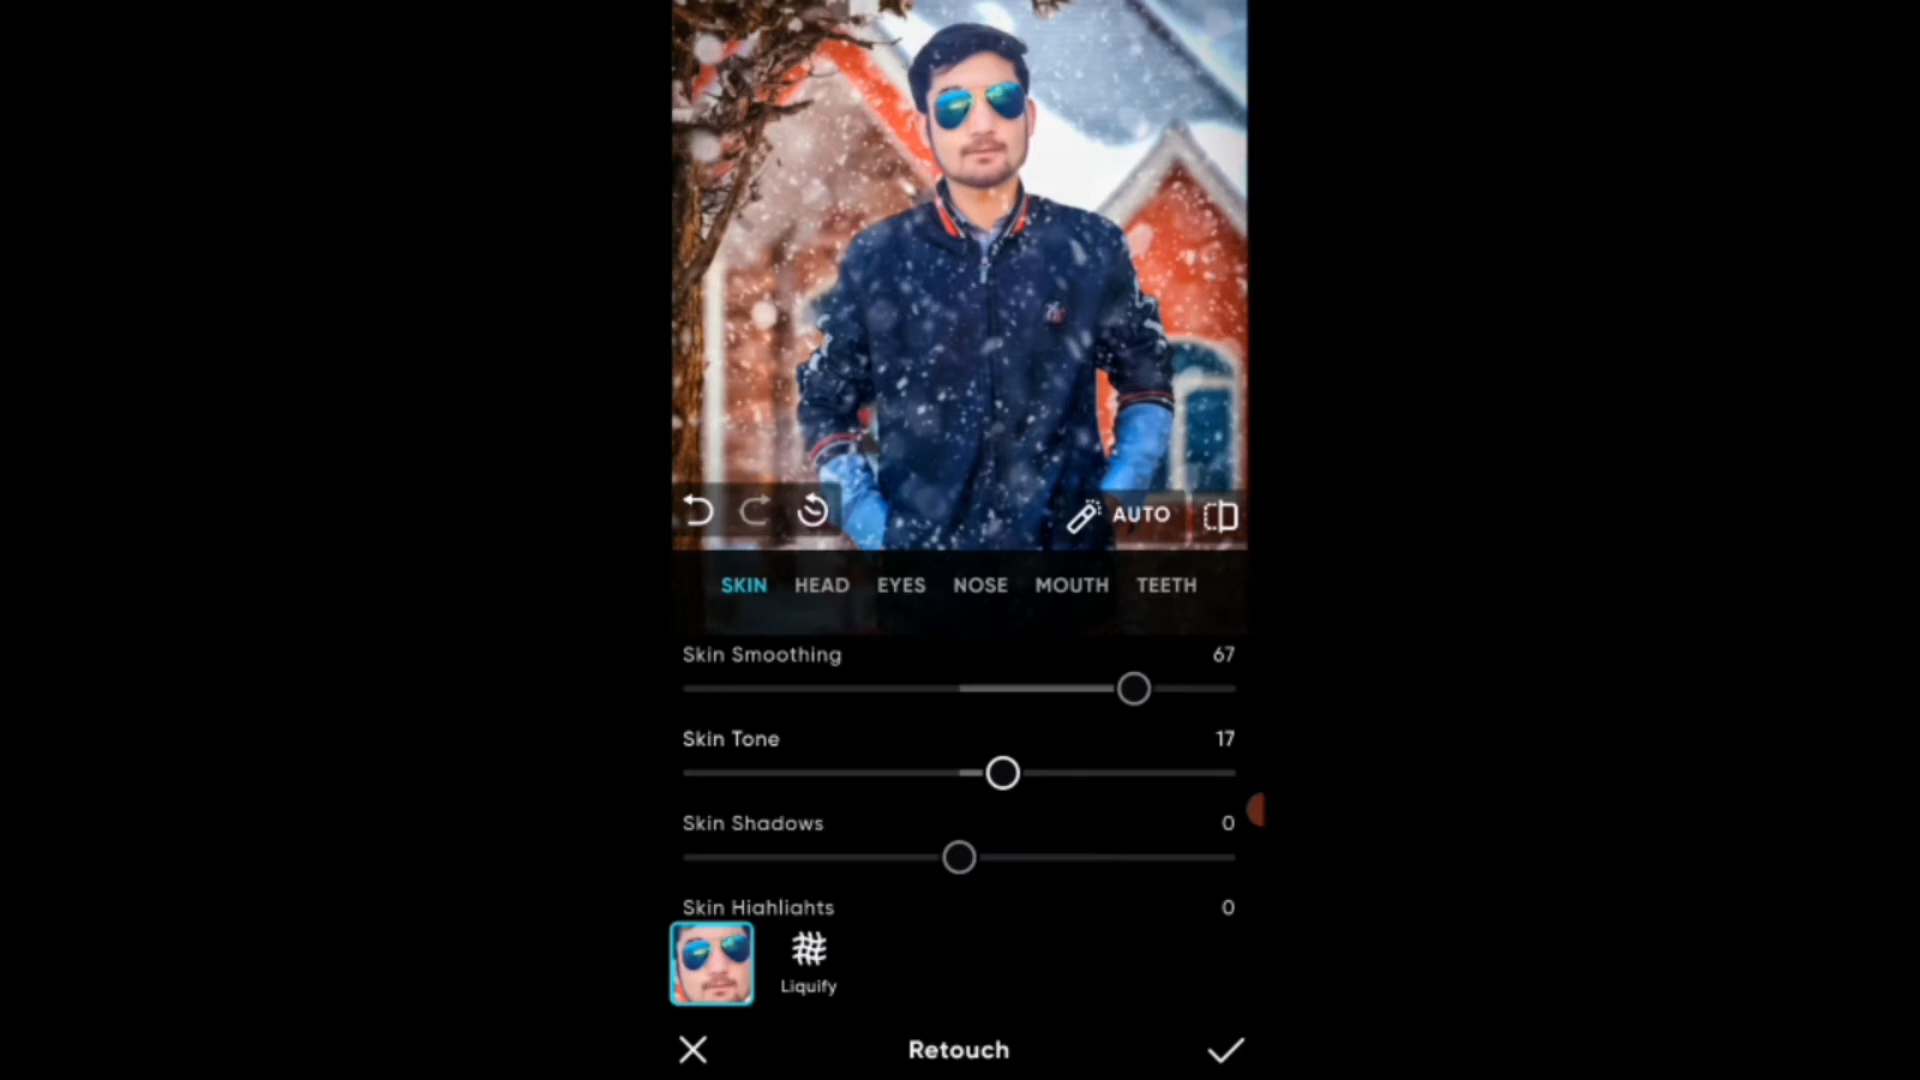 AUTO
SKIN HEAD EYES NOSE MOUTH TEETH
Skin Smoothing 67
Skin Tone 17
Skin Shadows 0
Skin Highlights 0
Liquify
Retouch